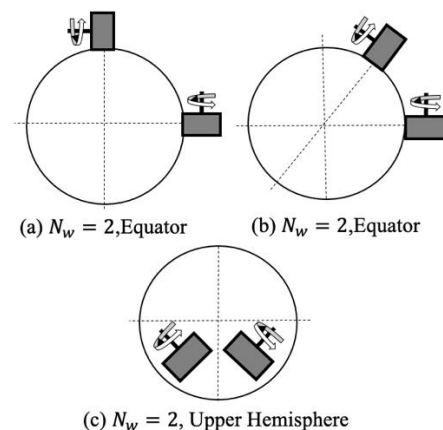 (a) N_w = 2,Equator
(b) N_w = 2,Equator
(c) N_w = 2, Upper Hemisphere